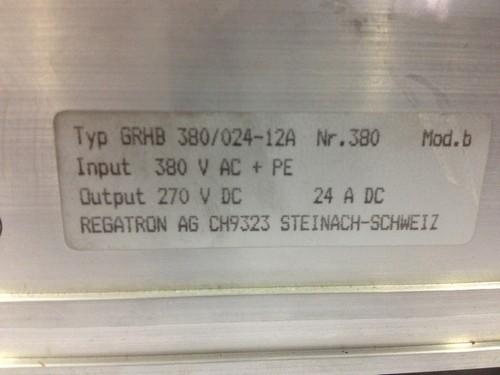 Typ GRHB 380/024-12A Nr.380 Mod.b
Input 380 V AC + PE
Output 270 V DC 24 A DC
REGATRON AG CH9323 STEINACH-SCHWEIZ